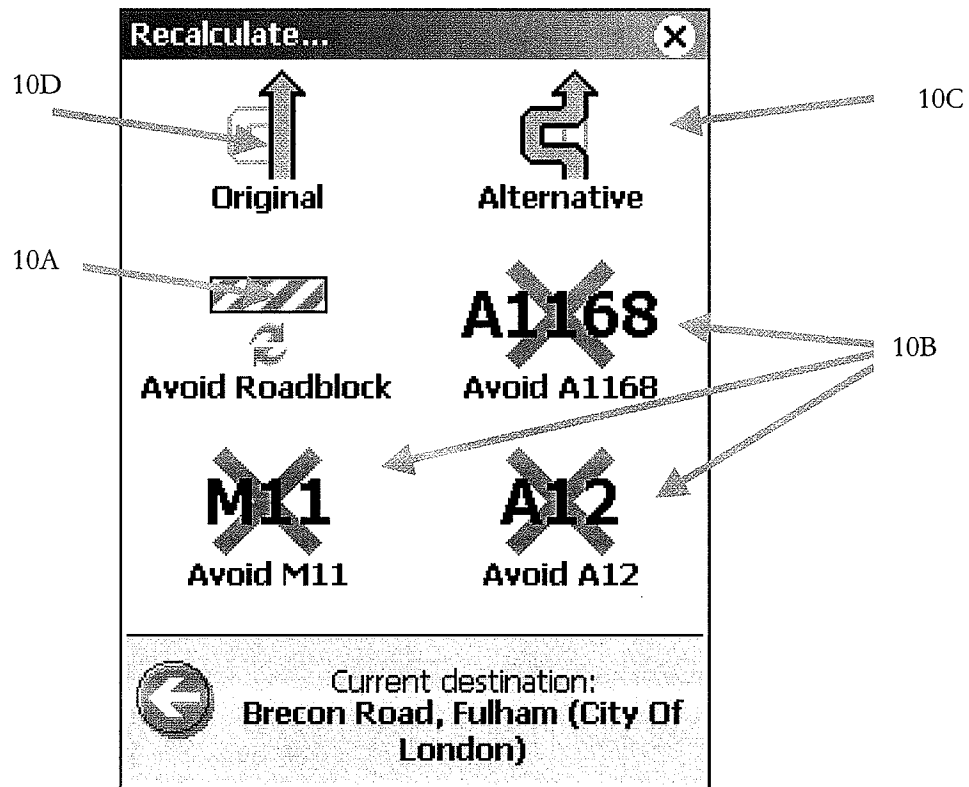 Recalculate...
10D
10C
Original
Alternative
10A
A1168
10B
Avoid Roadblock
Avoid A1168
M11
A12
Avoid M11
Avoid A12
Current destination:
Brecon Road, Fulham (City Of
London)